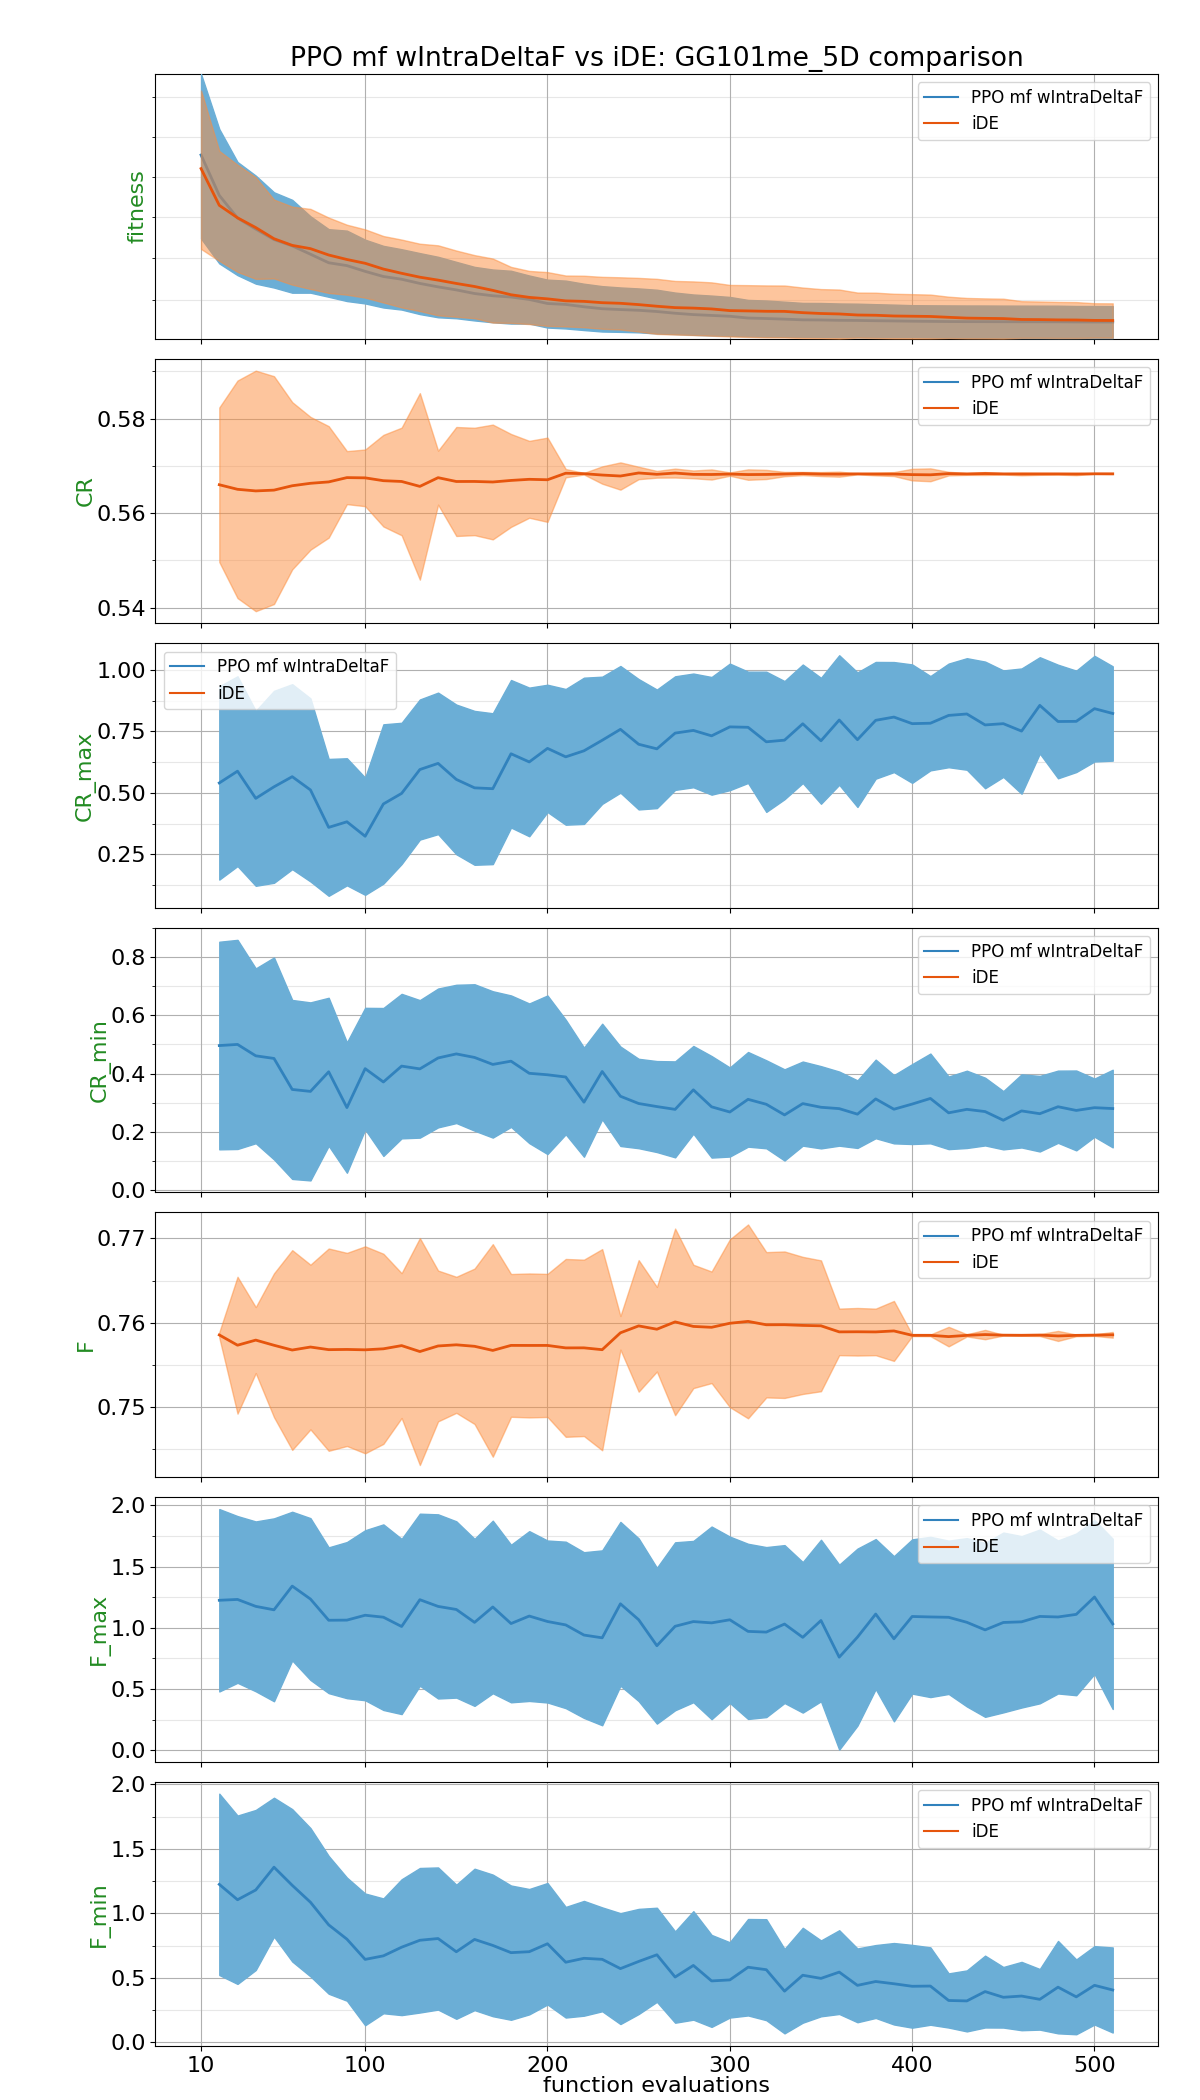 PPO mf wIntraDeltaF vs iDE: GG101me_5D comparison
fitness
PPO mf wIntraDeltaF
iDE
CR
0.58
0.56
0.54
PPO mf wIntraDeltaF
iDE
CR_max
1.00
0.75
0.50
0.25
PPO mf wIntraDeltaF
iDE
CR_min
0.8
0.6
0.4
0.2
0.0
PPO mf wIntraDeltaF
iDE
F
0.77
0.76
0.75
PPO mf wIntraDeltaF
iDE
F_max
2.0
1.5
1.0
0.5
0.0
PPO mf wIntraDeltaF
iDE
F_min
2.0
1.5
1.0
0.5
0.0
PPO mf wIntraDeltaF
iDE
10 100 200 300 400 500
function evaluations